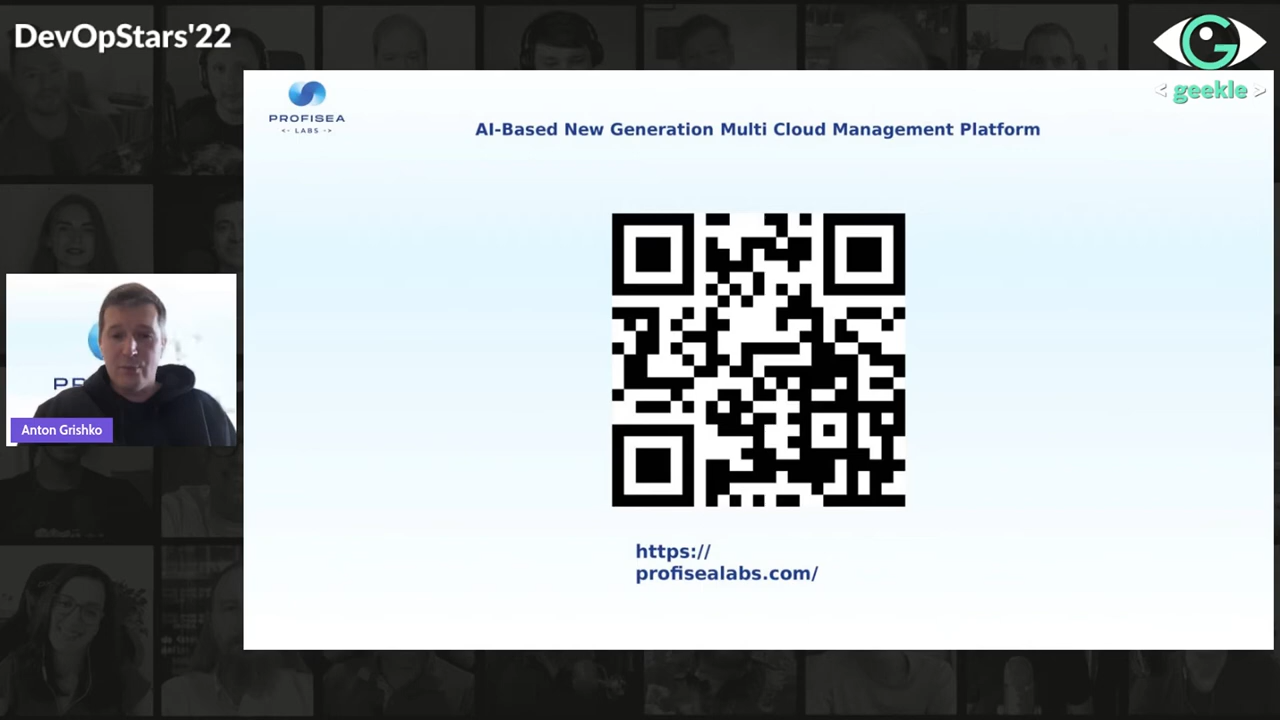 DevOpStars'22
< geekle >
PROFISEA
<- LABS ->
AI-Based New Generation Multi Cloud Management Platform
Anton Grishko
https://
profisealabs.com/